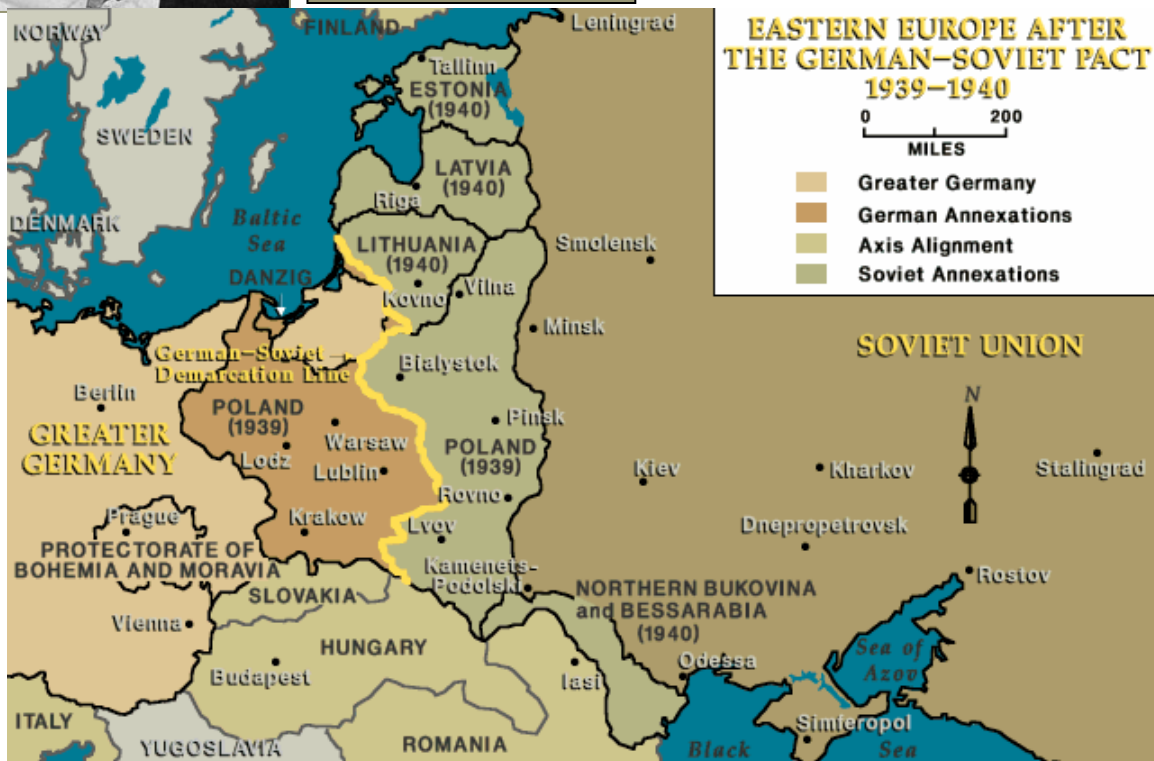 EASTERN EUROPE AFTER
THE GERMAN–SOVIET PACT
1939–1940
0 200
MILES
Greater Germany
German Annexations
Axis Alignment
Soviet Annexations
NORWAY
FINLAND
Leningrad
Tallinn
ESTONIA
(1940)
SWEDEN
LATVIA
(1940)
Riga
DENMARK
Baltic
Sea
LITHUANIA
(1940)
Smolensk
DANZIG
Kovno
Vilna
Minsk
SOVIET UNION
German–Soviet
Demarcation Line
Bialystok
Berlin
N
POLAND
(1939)
Pinsk
GREATER
GERMANY
Warsaw
POLAND
(1939)
Lodz
Lublin
Kiev
Kharkov
Stalingrad
Rovno
Prague
Krakow
Lvov
Dnepropetrovsk
PROTECTORATE OF
BOHEMIA AND MORAVIA
Kamenets-
Podolski
Rostov
SLOVAKIA
NORTHERN BUKOVINA
and BESSARABIA
(1940)
Vienna
HUNGARY
Sea of
Azov
Budapest
Iasi
Odessa
ITALY
Simferopol
YUGOSLAVIA
ROMANIA
Black
Sea